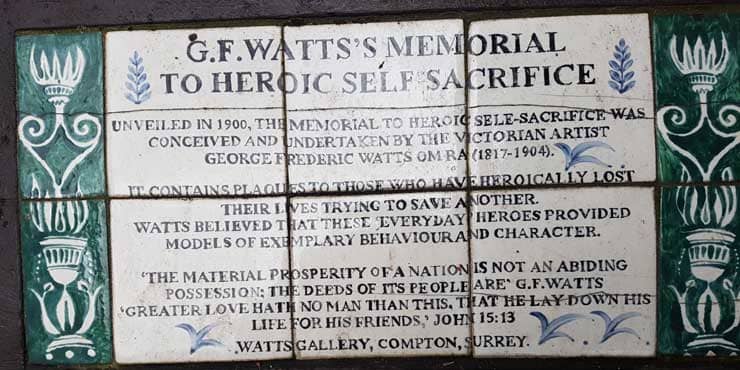 G.F.WATTS'S MEMORIAL
TO HEROIC SELF-SACRIFICE
UNVEILED IN 1900, THE MEMORIAL TO HEROIC SELF-SACRIFICE WAS
CONCEIVED AND UNDERTAKEN BY THE VICTORIAN ARTIST
GEORGE FREDERIC WATTS OM RA (1817-1904).
IT CONTAINS PLAQUES TO THOSE WHO HAVE HEROICALLY LOST
THEIR LIVES TRYING TO SAVE ANOTHER.
WATTS BELIEVED THAT THESE 'EVERYDAY' HEROES PROVIDED
MODELS OF EXEMPLARY BEHAVIOUR AND CHARACTER.
'THE MATERIAL PROSPERITY OF A NATION IS NOT AN ABIDING
POSSESSION; THE DEEDS OF ITS PEOPLE ARE' G.F.WATTS
'GREATER LOVE HATH NO MAN THAN THIS, THAT HE LAY DOWN HIS
LIFE FOR HIS FRIENDS,' JOHN 15:13
WATTS GALLERY, COMPTON, SURREY.